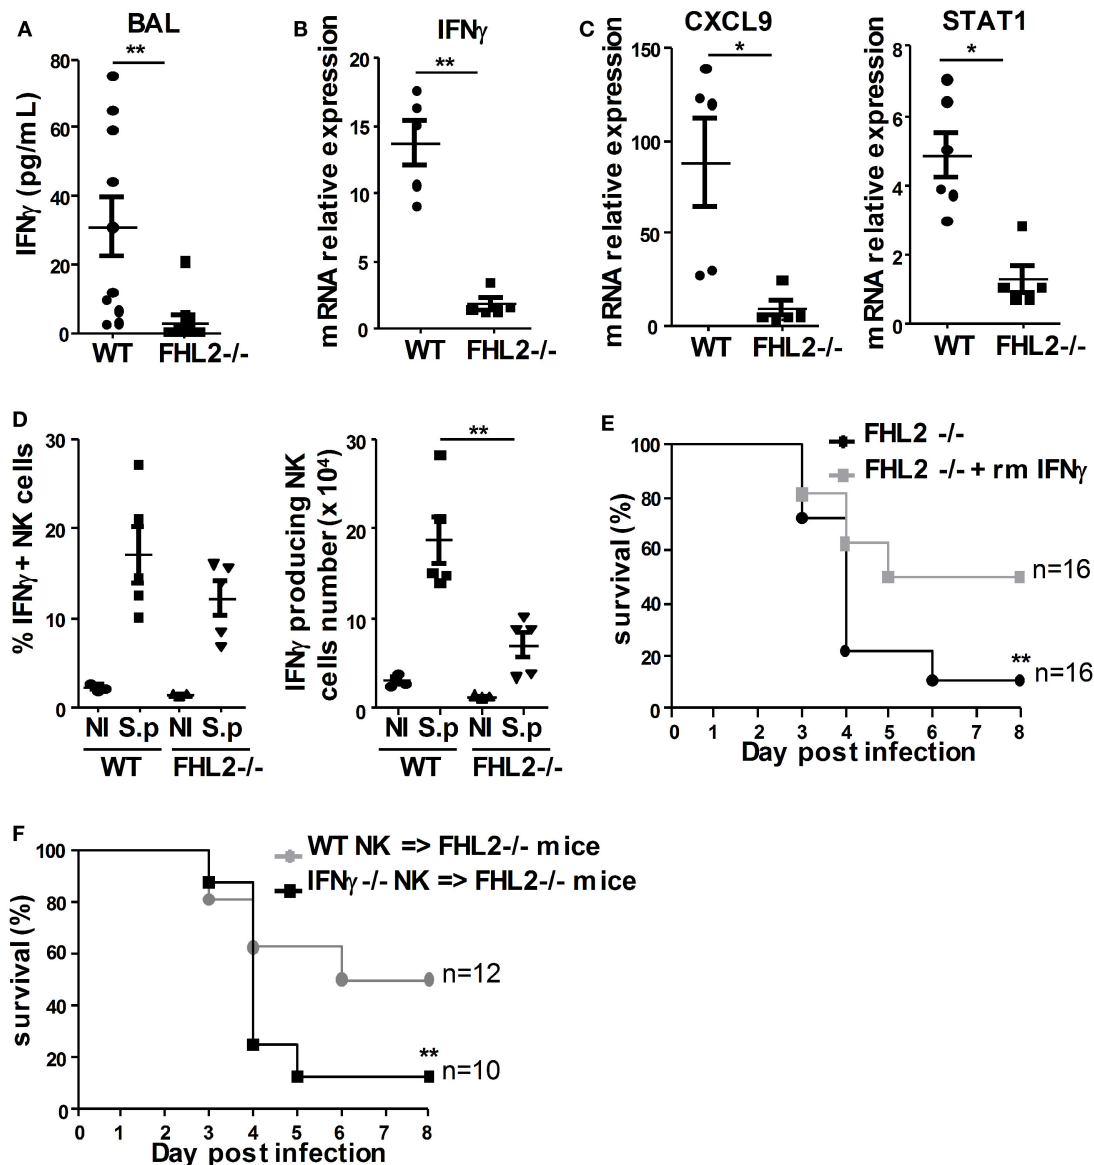 A
BAL
**
IFNγ (pg/mL)
80
60
40
20
0
WT FHL2-/-
B
IFNγ
**
mRNA relative expression
20
15
10
5
0
WT FHL2-/-
C
CXCL9
*
mRNA relative expression
150
100
50
0
WT FHL2-/-
STAT1
*
mRNA relative expression
8
6
4
2
0
WT FHL2-/-
D
% IFNγ+ NK cells
30
20
10
0
NI S.p NI S.p
WT FHL2-/-
**
IFNγ producing NK
cells number (x 10⁴)
30
20
10
0
NI S.p NI S.p
WT FHL2-/-
E
FHL2 -/-
FHL2 -/- + rm IFNγ
survival (%)
100
80
60
40
20
0
n=16
**
n=16
0 1 2 3 4 5 6 7 8
Day post infection
F
WT NK => FHL2-/- mice
IFNγ-/- NK => FHL2-/- mice
survival (%)
100
80
60
40
20
0
n=12
**
n=10
0 1 2 3 4 5 6 7 8
Day post infection